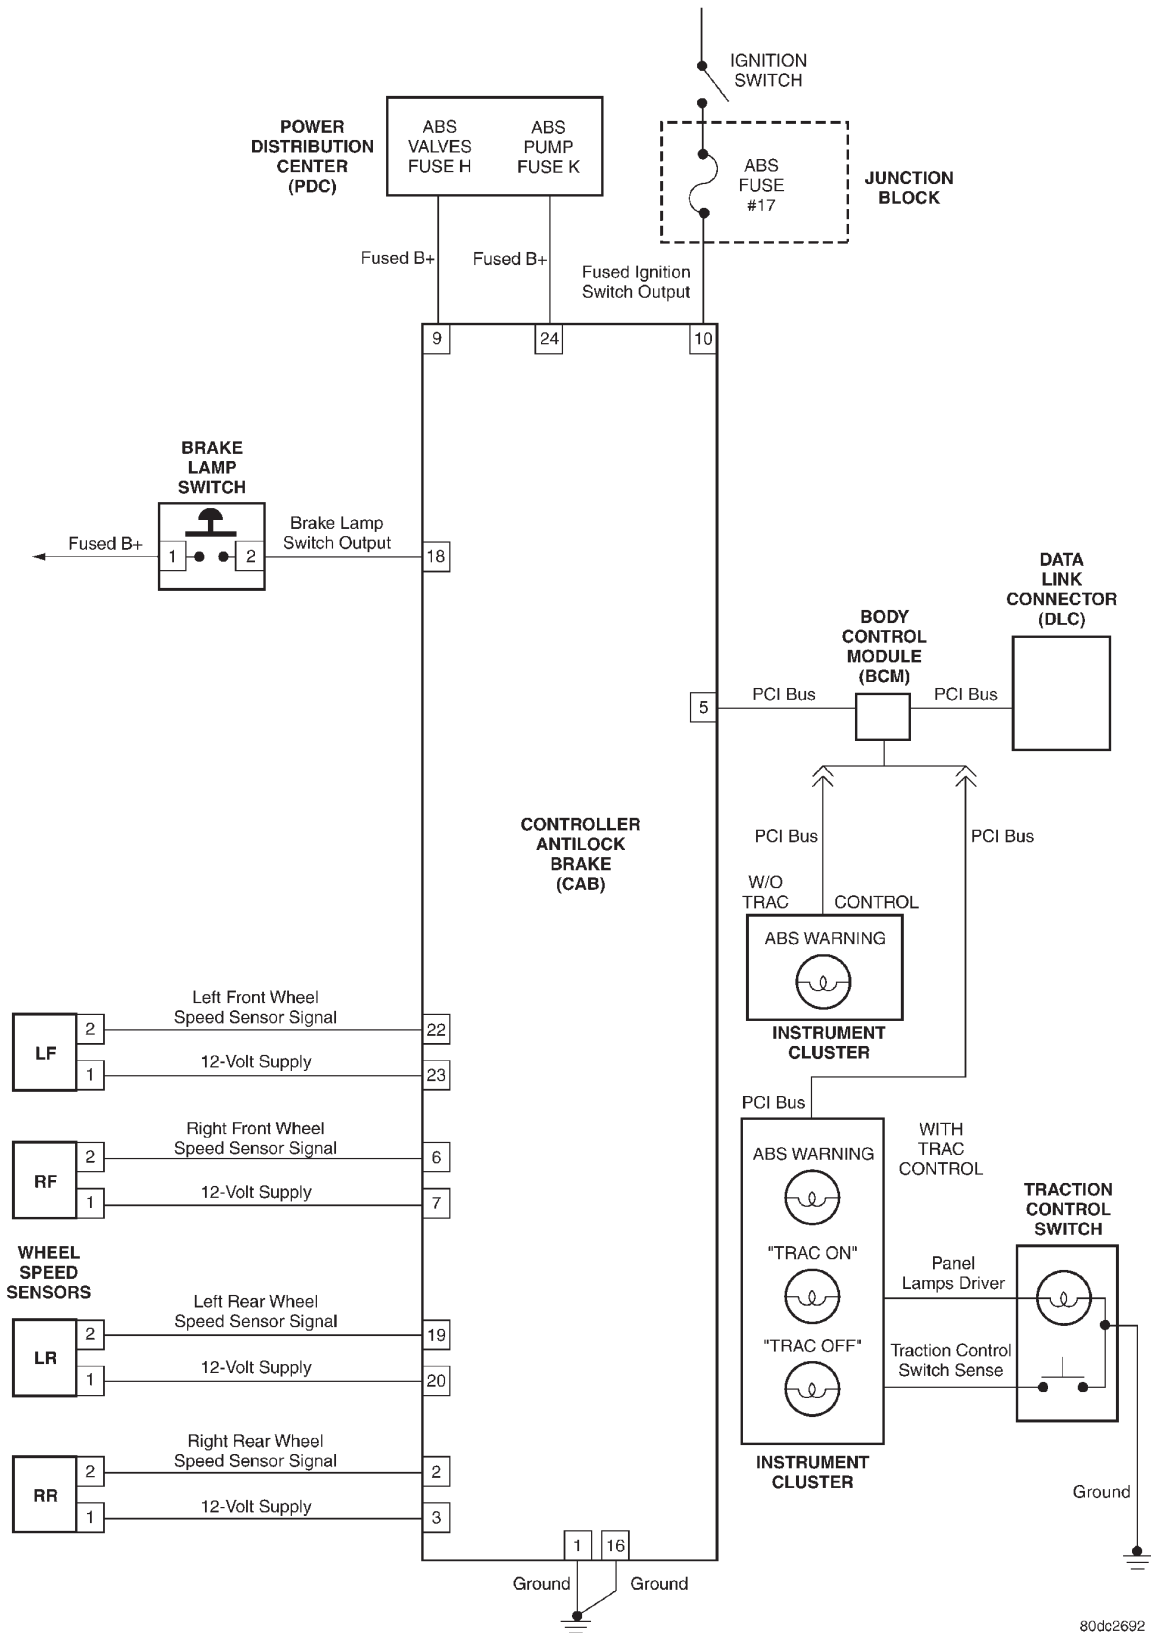 IGNITION
SWITCH
POWER
DISTRIBUTION
CENTER
(PDC)
ABS
VALVES
FUSE H
ABS
PUMP
FUSE K
ABS
FUSE
#17
JUNCTION
BLOCK
Fused B+
Fused B+
Fused Ignition
Switch Output
9
24
10
BRAKE
LAMP
SWITCH
Fused B+
1
2
Brake Lamp
Switch Output
18
DATA
LINK
CONNECTOR
(DLC)
BODY
CONTROL
MODULE
(BCM)
5
PCI Bus
PCI Bus
CONTROLLER
ANTILOCK
BRAKE
(CAB)
PCI Bus
PCI Bus
W/O
TRAC CONTROL
ABS WARNING
INSTRUMENT
CLUSTER
LF
2
Left Front Wheel
Speed Sensor Signal
22
1
12-Volt Supply
23
RF
2
Right Front Wheel
Speed Sensor Signal
6
1
12-Volt Supply
7
WHEEL
SPEED
SENSORS
LR
2
Left Rear Wheel
Speed Sensor Signal
19
1
12-Volt Supply
20
RR
2
Right Rear Wheel
Speed Sensor Signal
2
1
12-Volt Supply
3
PCI Bus
WITH
TRAC
CONTROL
ABS WARNING
"TRAC ON"
"TRAC OFF"
INSTRUMENT
CLUSTER
TRACTION
CONTROL
SWITCH
Panel
Lamps Driver
Traction Control
Switch Sense
Ground
1
16
Ground
Ground
80dc2692